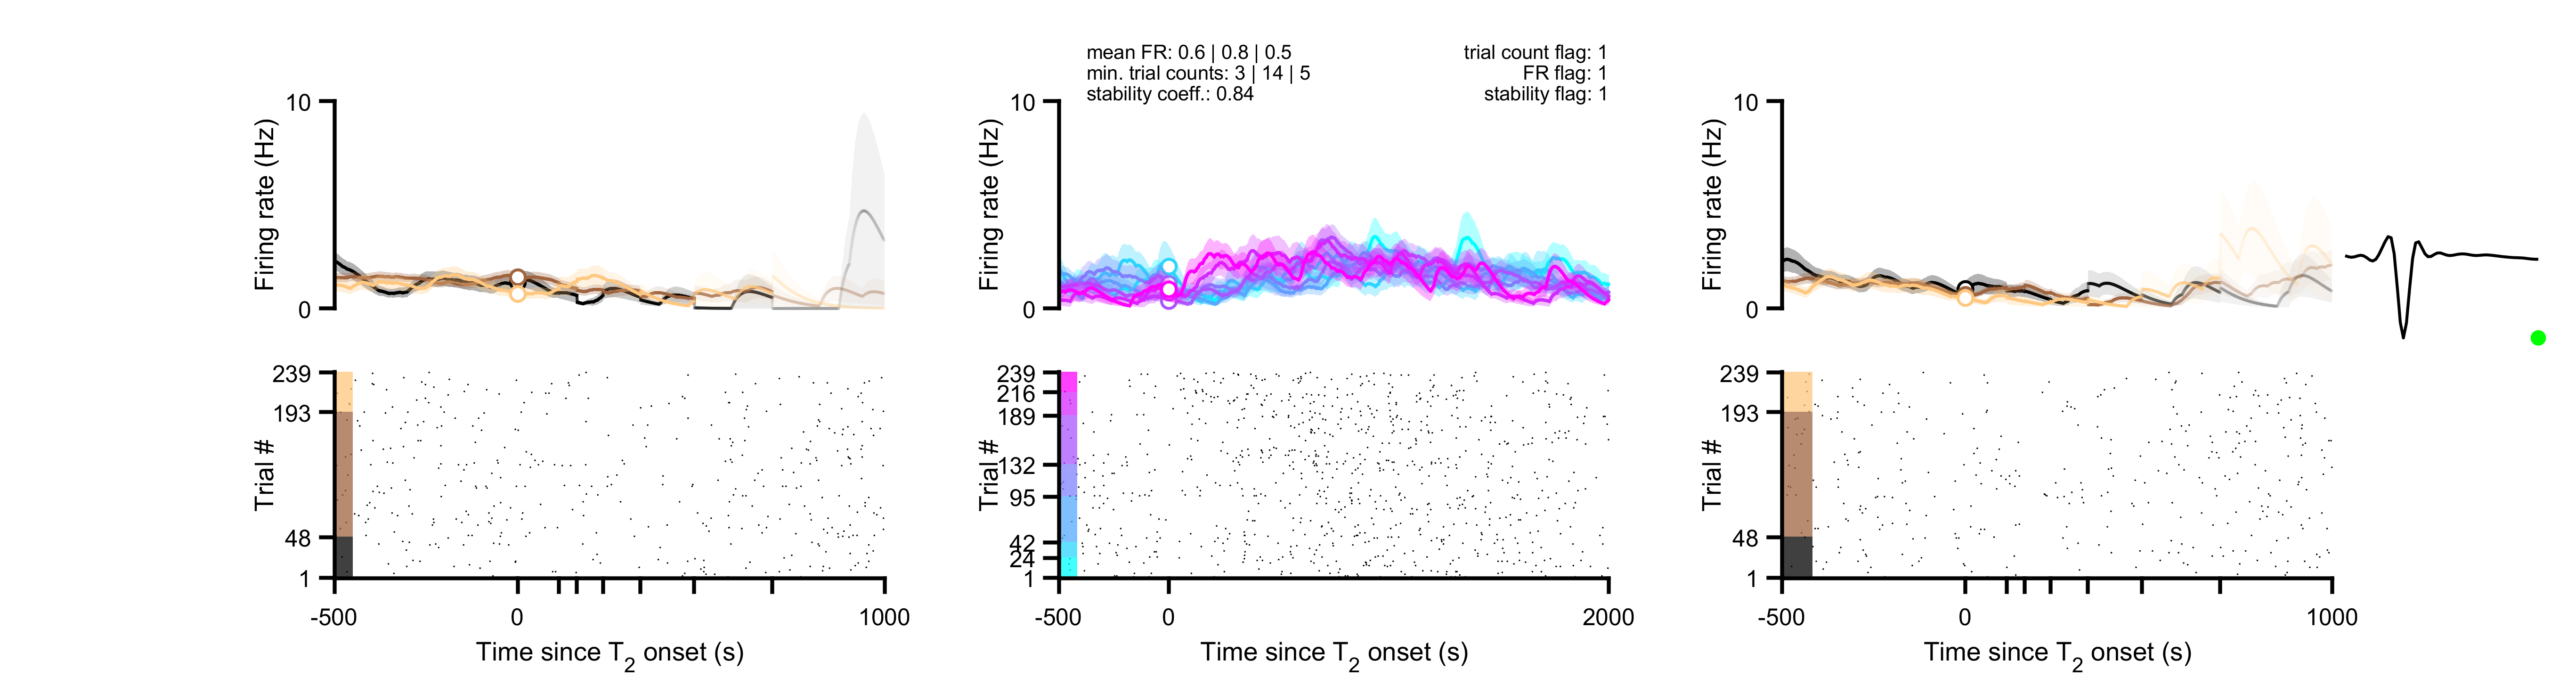 mean FR: 0.6 | 0.8 | 0.5
min. trial counts: 3 | 14 | 5
stability coeff.: 0.84
trial count flag: 1
FR flag: 1
stability flag: 1
10
0
Firing rate (Hz)
239
193
48
1
Trial #
-500
0
1000
Time since T2 onset (s)
10
0
Firing rate (Hz)
239
216
189
132
95
42
24
1
Trial #
-500
0
2000
Time since T2 onset (s)
10
0
Firing rate (Hz)
239
193
48
1
Trial #
-500
0
1000
Time since T2 onset (s)